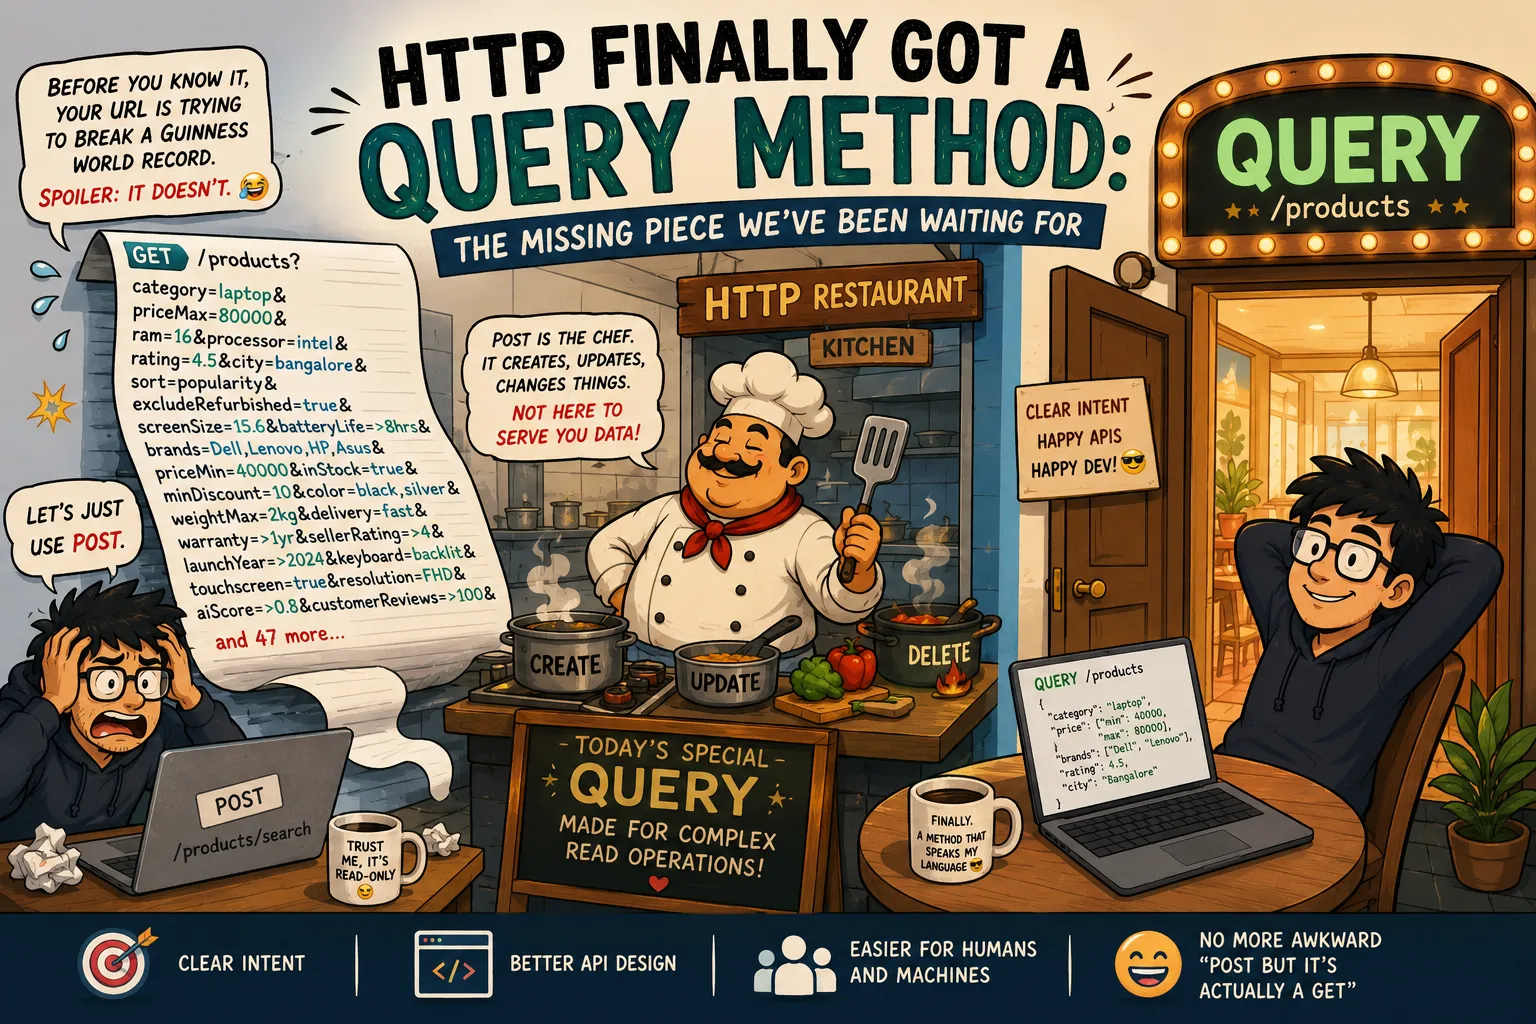 HTTP FINALLY GOT A
QUERY METHOD:
THE MISSING PIECE WE'VE BEEN WAITING FOR
BEFORE YOU KNOW IT,
YOUR URL IS TRYING
TO BREAK A GUINNESS
WORLD RECORD.
SPOILER: IT DOESN'T. 😂
GET /products?
category=laptop&
priceMax=80000&
ram=16&processor=intel&
rating=4.5&city=bangalore&
sort=popularity&
excludeRefurbished=true&
screenSize=15.6&batteryLife=>8hrs&
brands=Dell,Lenovo,HP,Asus&
priceMin=40000&inStock=true&
minDiscount=10&color=black,silver&
weightMax=2kg&delivery=fast&
warranty=>1yr&sellerRating=>4&
launchYear=>2024&keyboard=backlit&
touchscreen=true&resolution=FHD&
aiScore=>0.8&customerReviews=>100&
and 47 more...
LET'S JUST
USE POST.
POST
/products/search
TRUST
ME, IT'S
READ-ONLY
😉
HTTP RESTAURANT
KITCHEN
POST IS THE CHEF.
IT CREATES, UPDATES,
CHANGES THINGS.
NOT HERE TO
SERVE YOU DATA!
CREATE
UPDATE
DELETE
- TODAY'S SPECIAL -
QUERY
MADE FOR COMPLEX
READ OPERATIONS!
QUERY
/products
CLEAR INTENT
HAPPY APIS
HAPPY DEV! 😎
QUERY /products
{
"category": "laptop",
"price": ["min": 40000,
} "max": 80000],
"brands": ["Dell", "Lenovo"],
"rating": 4.5,
"city": "Bangalore"
}
FINALLY.
A METHOD THAT
SPEAKS MY
LANGUAGE 😎
CLEAR INTENT
BETTER API DESIGN
EASIER FOR HUMANS
AND MACHINES
NO MORE AWKWARD
"POST BUT IT'S
ACTUALLY A GET"